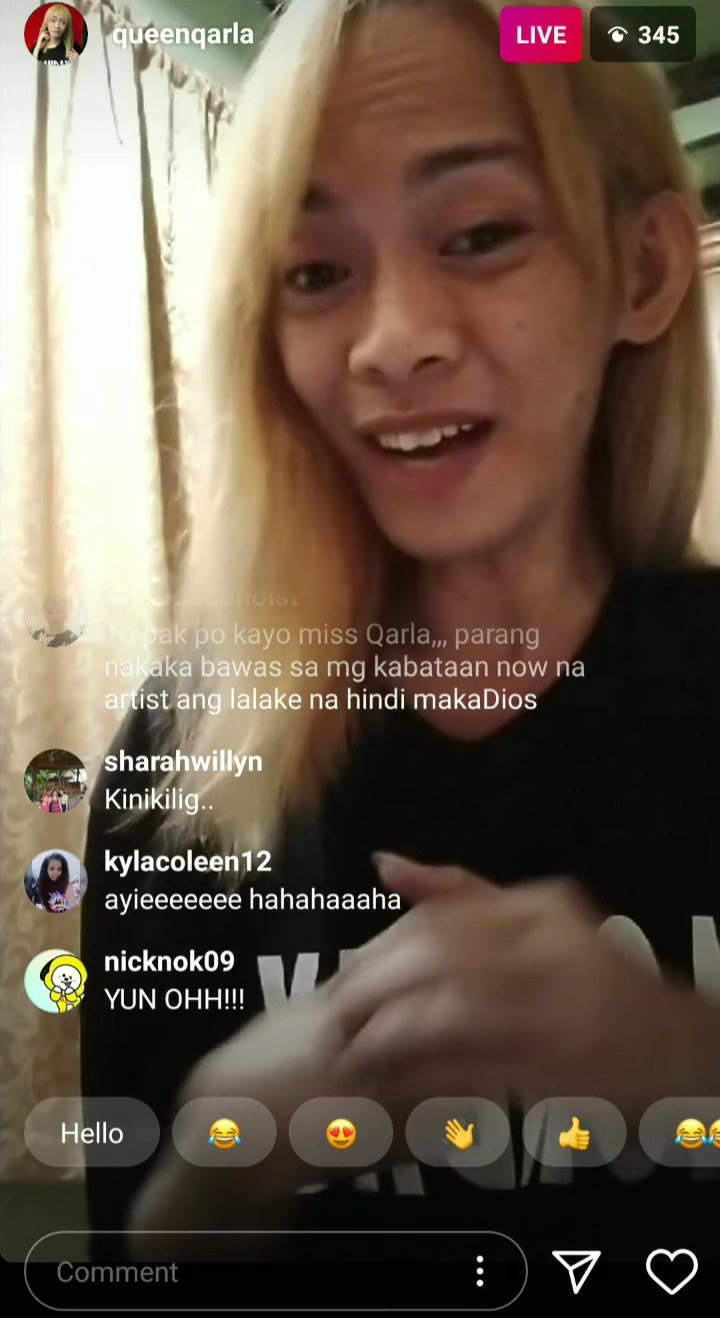 queenqarla
LIVE
345
To pak po kayo miss Qarla,,, parang
nakaka bawas sa mg kabataan now na
artist ang lalake na hindi makaDios
sharahwillyn
Kinikilig..
kylacoleen12
ayieeeeeee hahahaaaha
nicknok09
YUN OHH!!!
Hello
Comment